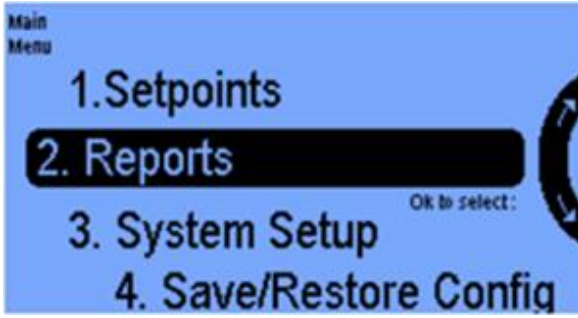 Main
Menu
1.Setpoints
2. Reports
Ok to select:
3. System Setup
4. Save/Restore Config